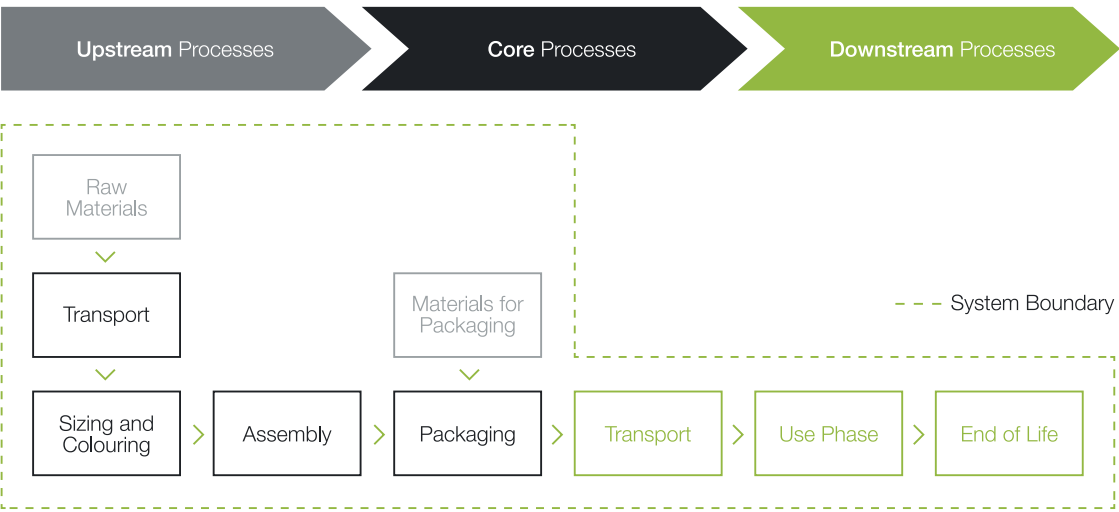 Upstream Processes
Core Processes
Downstream Processes
Raw
Materials
Transport
Materials for
Packaging
System Boundary
Sizing and
Colouring
Assembly
Packaging
Transport
Use Phase
End of Life